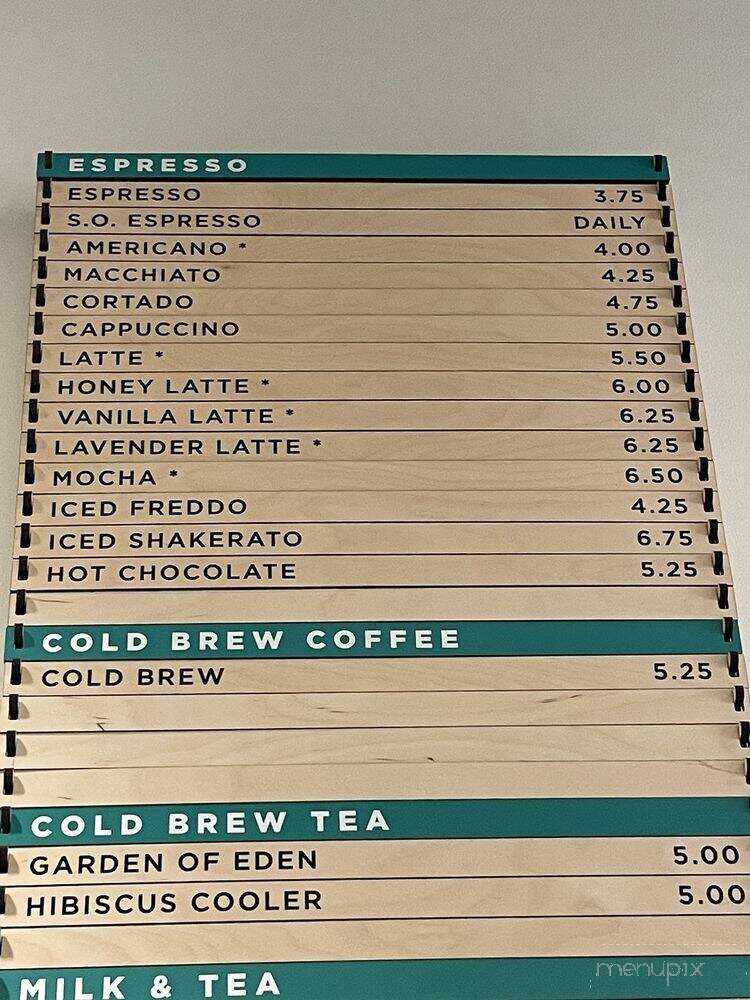 ESPRESSO
ESPRESSO 3.75
S.O. ESPRESSO DAILY
AMERICANO * 4.00
MACCHIATO 4.25
CORTADO 4.75
CAPPUCCINO 5.00
LATTE * 5.50
HONEY LATTE * 6.00
VANILLA LATTE * 6.25
LAVENDER LATTE * 6.25
MOCHA * 6.50
ICED FREDDO 4.25
ICED SHAKERATO 6.75
HOT CHOCOLATE 5.25
COLD BREW COFFEE
COLD BREW 5.25
COLD BREW TEA
GARDEN OF EDEN 5.00
HIBISCUS COOLER 5.00
MILK & TEA
menupix